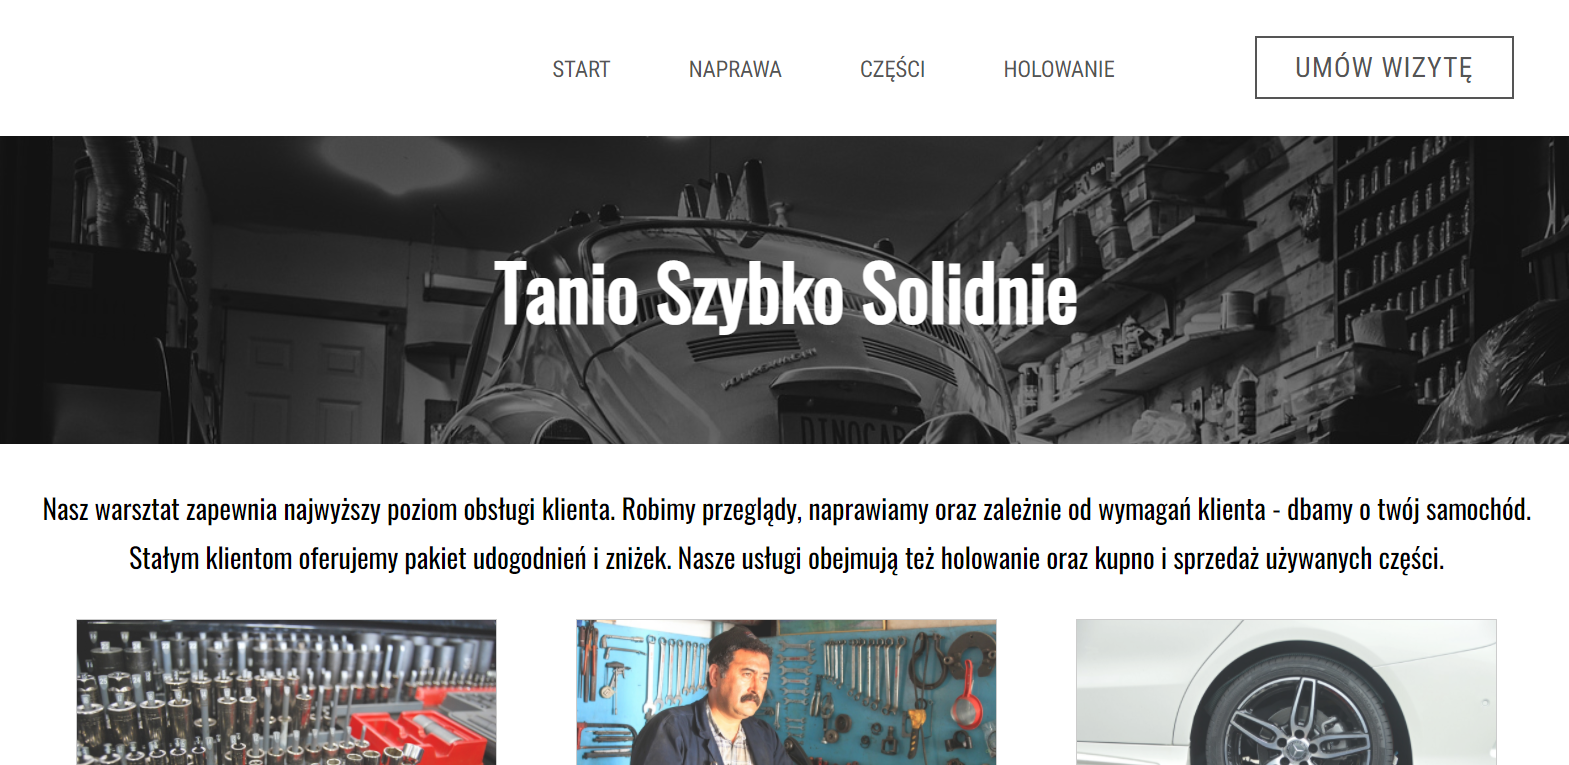 START NAPRAWA CZĘŚCI HOLOWANIE UMÓW WIZYTĘ
Tanio Szybko Solidnie
VOLKSWAGEN
Nasz warsztat zapewnia najwyższy poziom obsługi klienta. Robimy przeglądy, naprawiamy oraz zależnie od wymagań klienta - dbamy o twój samochód.
Stałym klientom oferujemy pakiet udogodnień i zniżek. Nasze usługi obejmują też holowanie oraz kupno i sprzedaż używanych części.